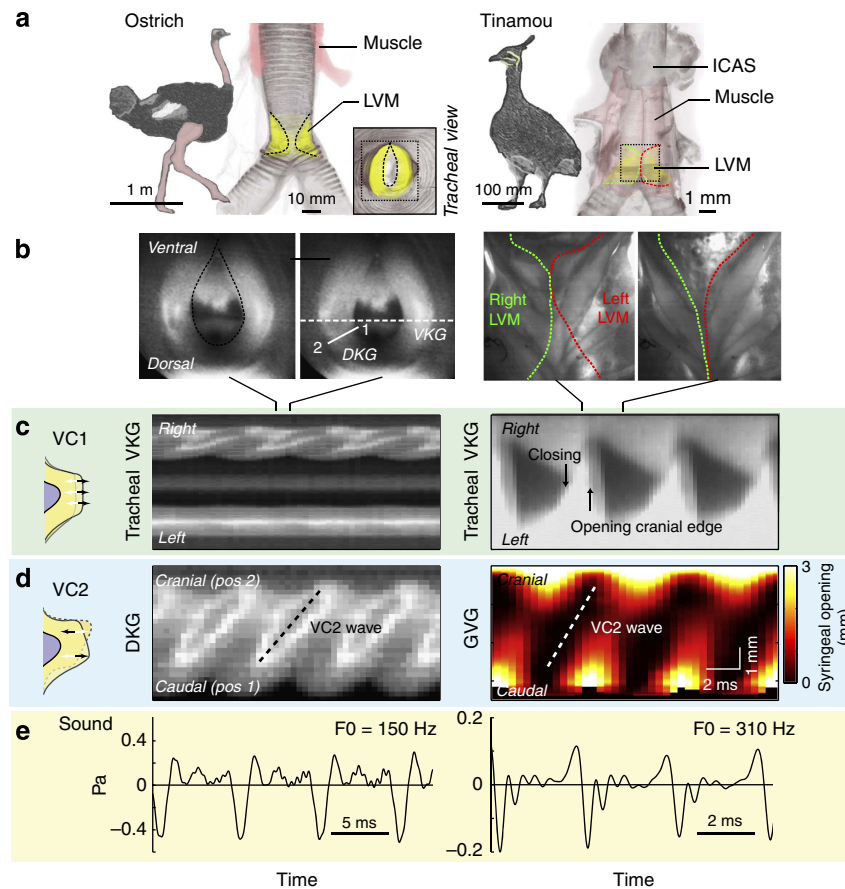 a
Ostrich
Muscle
LVM
Tracheal view
1 m
10 mm
Tinamou
ICAS
Muscle
LVM
100 mm
1 mm
b
Ventral
Dorsal
1
2
DKG
VKG
Right LVM
Left LVM
c
VC1
Tracheal VKG
Right
Left
Tracheal VKG
Right
Closing
Opening cranial edge
Left
d
VC2
DKG
Cranial (pos 2)
VC2 wave
Caudal (pos 1)
GVG
Cranial
VC2 wave
Caudal
2 ms
1 mm
3
0
Syringeal opening (mm)
e
Sound
Pa
0.4
0
–0.4
F0 = 150 Hz
5 ms
Time
0.2
0
–0.2
F0 = 310 Hz
2 ms
Time